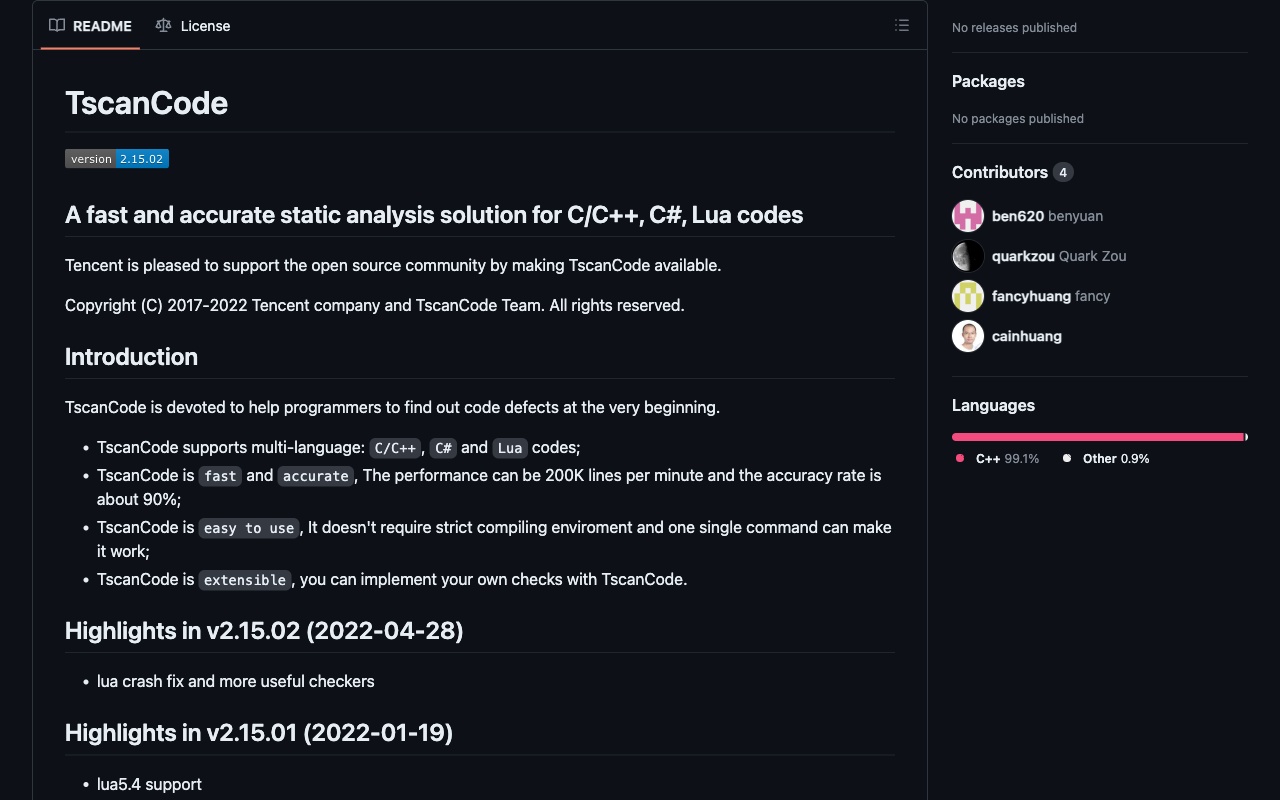 README
License
TscanCode
version 2.15.02
A fast and accurate static analysis solution for C/C++, C#, Lua codes
Tencent is pleased to support the open source community by making TscanCode available.
Copyright (C) 2017-2022 Tencent company and TscanCode Team. All rights reserved.
Introduction
TscanCode is devoted to help programmers to find out code defects at the very beginning.
TscanCode supports multi-language: C/C++, C# and Lua codes;
TscanCode is fast and accurate, The performance can be 200K lines per minute and the accuracy rate is
about 90%;
TscanCode is easy to use, It doesn't require strict compiling enviroment and one single command can make
it work;
TscanCode is extensible, you can implement your own checks with TscanCode.
Highlights in v2.15.02 (2022-04-28)
lua crash fix and more useful checkers
Highlights in v2.15.01 (2022-01-19)
lua5.4 support
No releases published
Packages
No packages published
Contributors 4
ben620 benyuan
quarkzou Quark Zou
fancyhuang fancy
cainhuang
Languages
C++ 99.1%
Other 0.9%